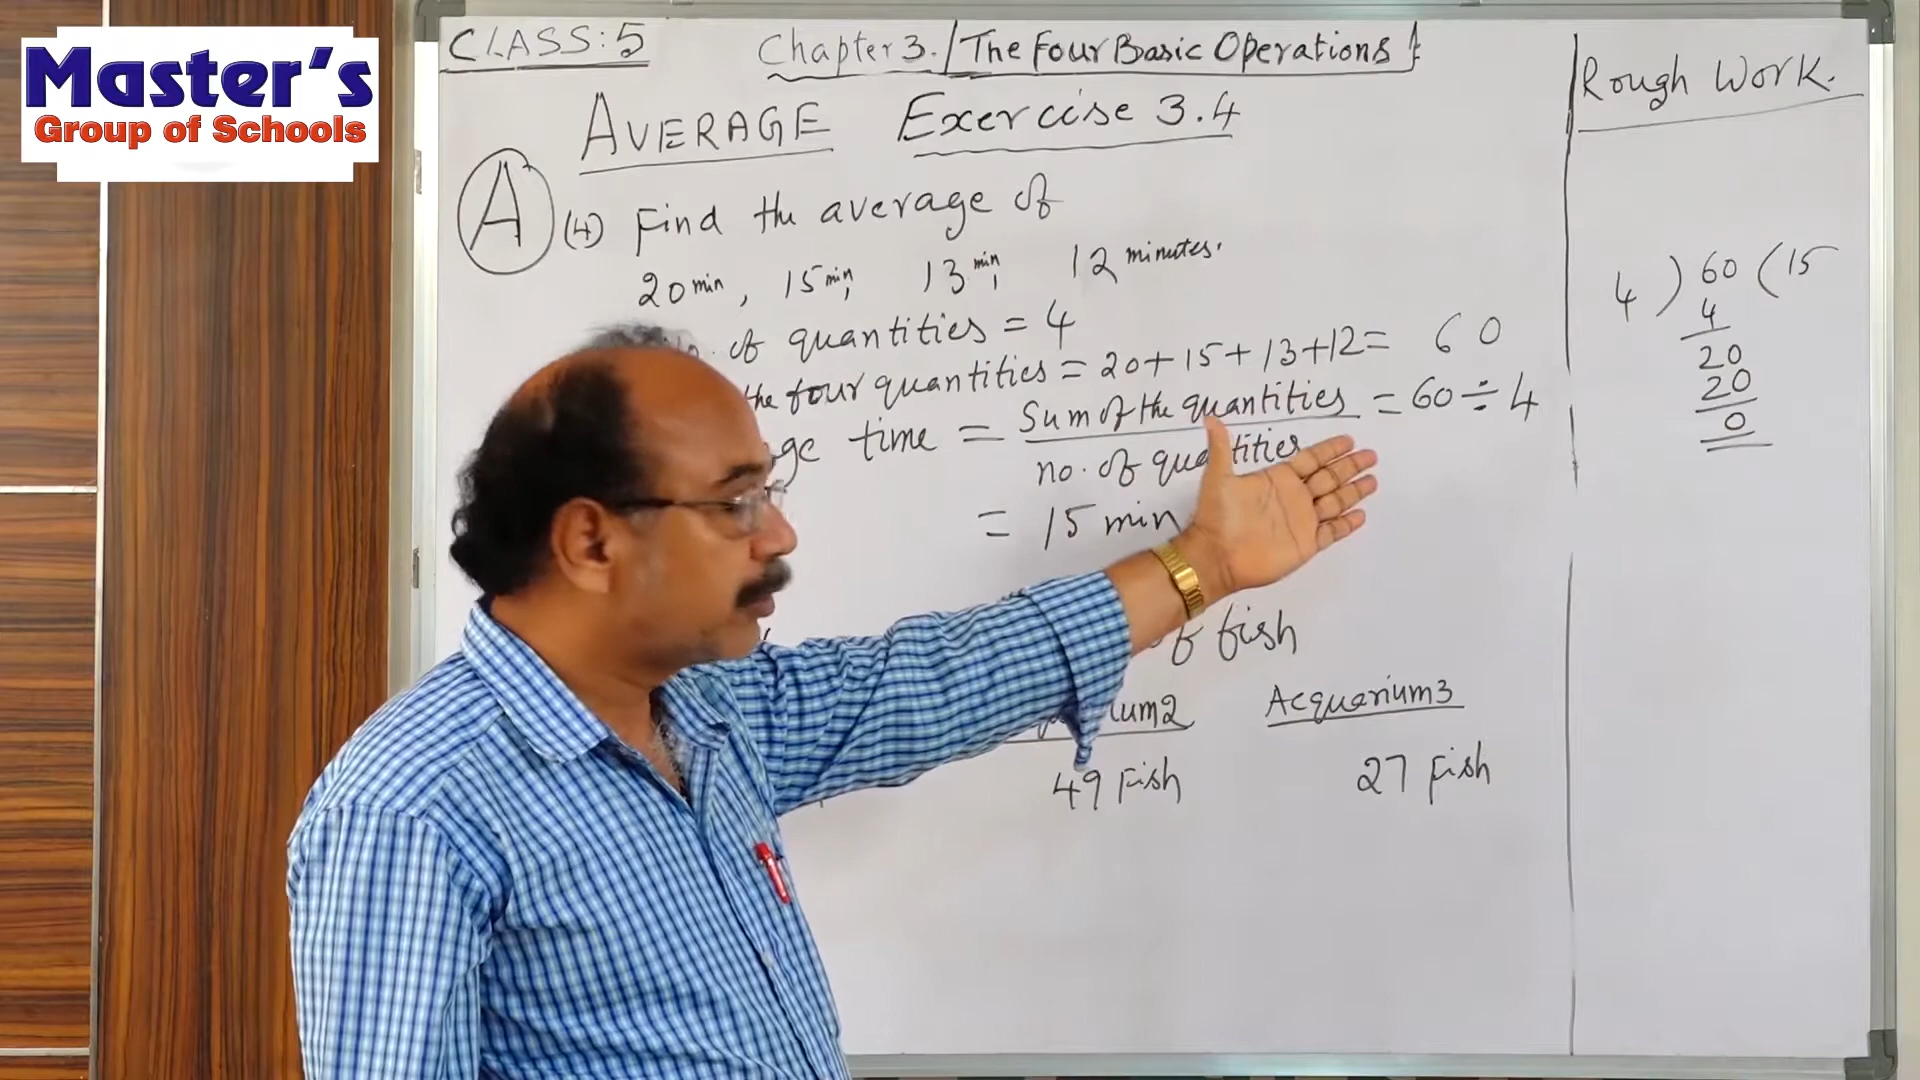 Master's
Group of Schools
CLASS: 5
Chapter 3. The Four Basic Operations
Rough Work.
AVERAGE Exercise 3.4
A (4) Find the average of
20 min, 15 min, 13 min, 12 minutes.
of quantities = 4
the four quantities = 20+15+13+12 = 60
time = Sum of the quantities = 60 ÷ 4
no. of quantities
= 15 min
4 ) 60 ( 15
4
20
20
0
of fish
Acquarium3
49 Fish 27 Fish